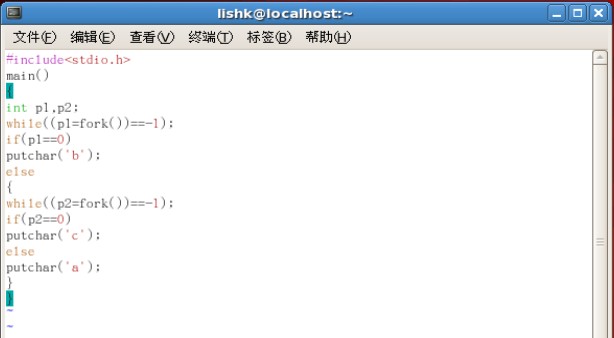 lishk@localhost:~
文件(F) 编辑(E) 查看(V) 终端(T) 标签(B) 帮助(H)
#include<stdio.h>
main()
{
int p1,p2;
while((p1=fork())==-1);
if(p1==0)
putchar('b');
else
{
while((p2=fork())==-1);
if(p2==0)
putchar('c');
else
putchar('a');
}
}
~
~